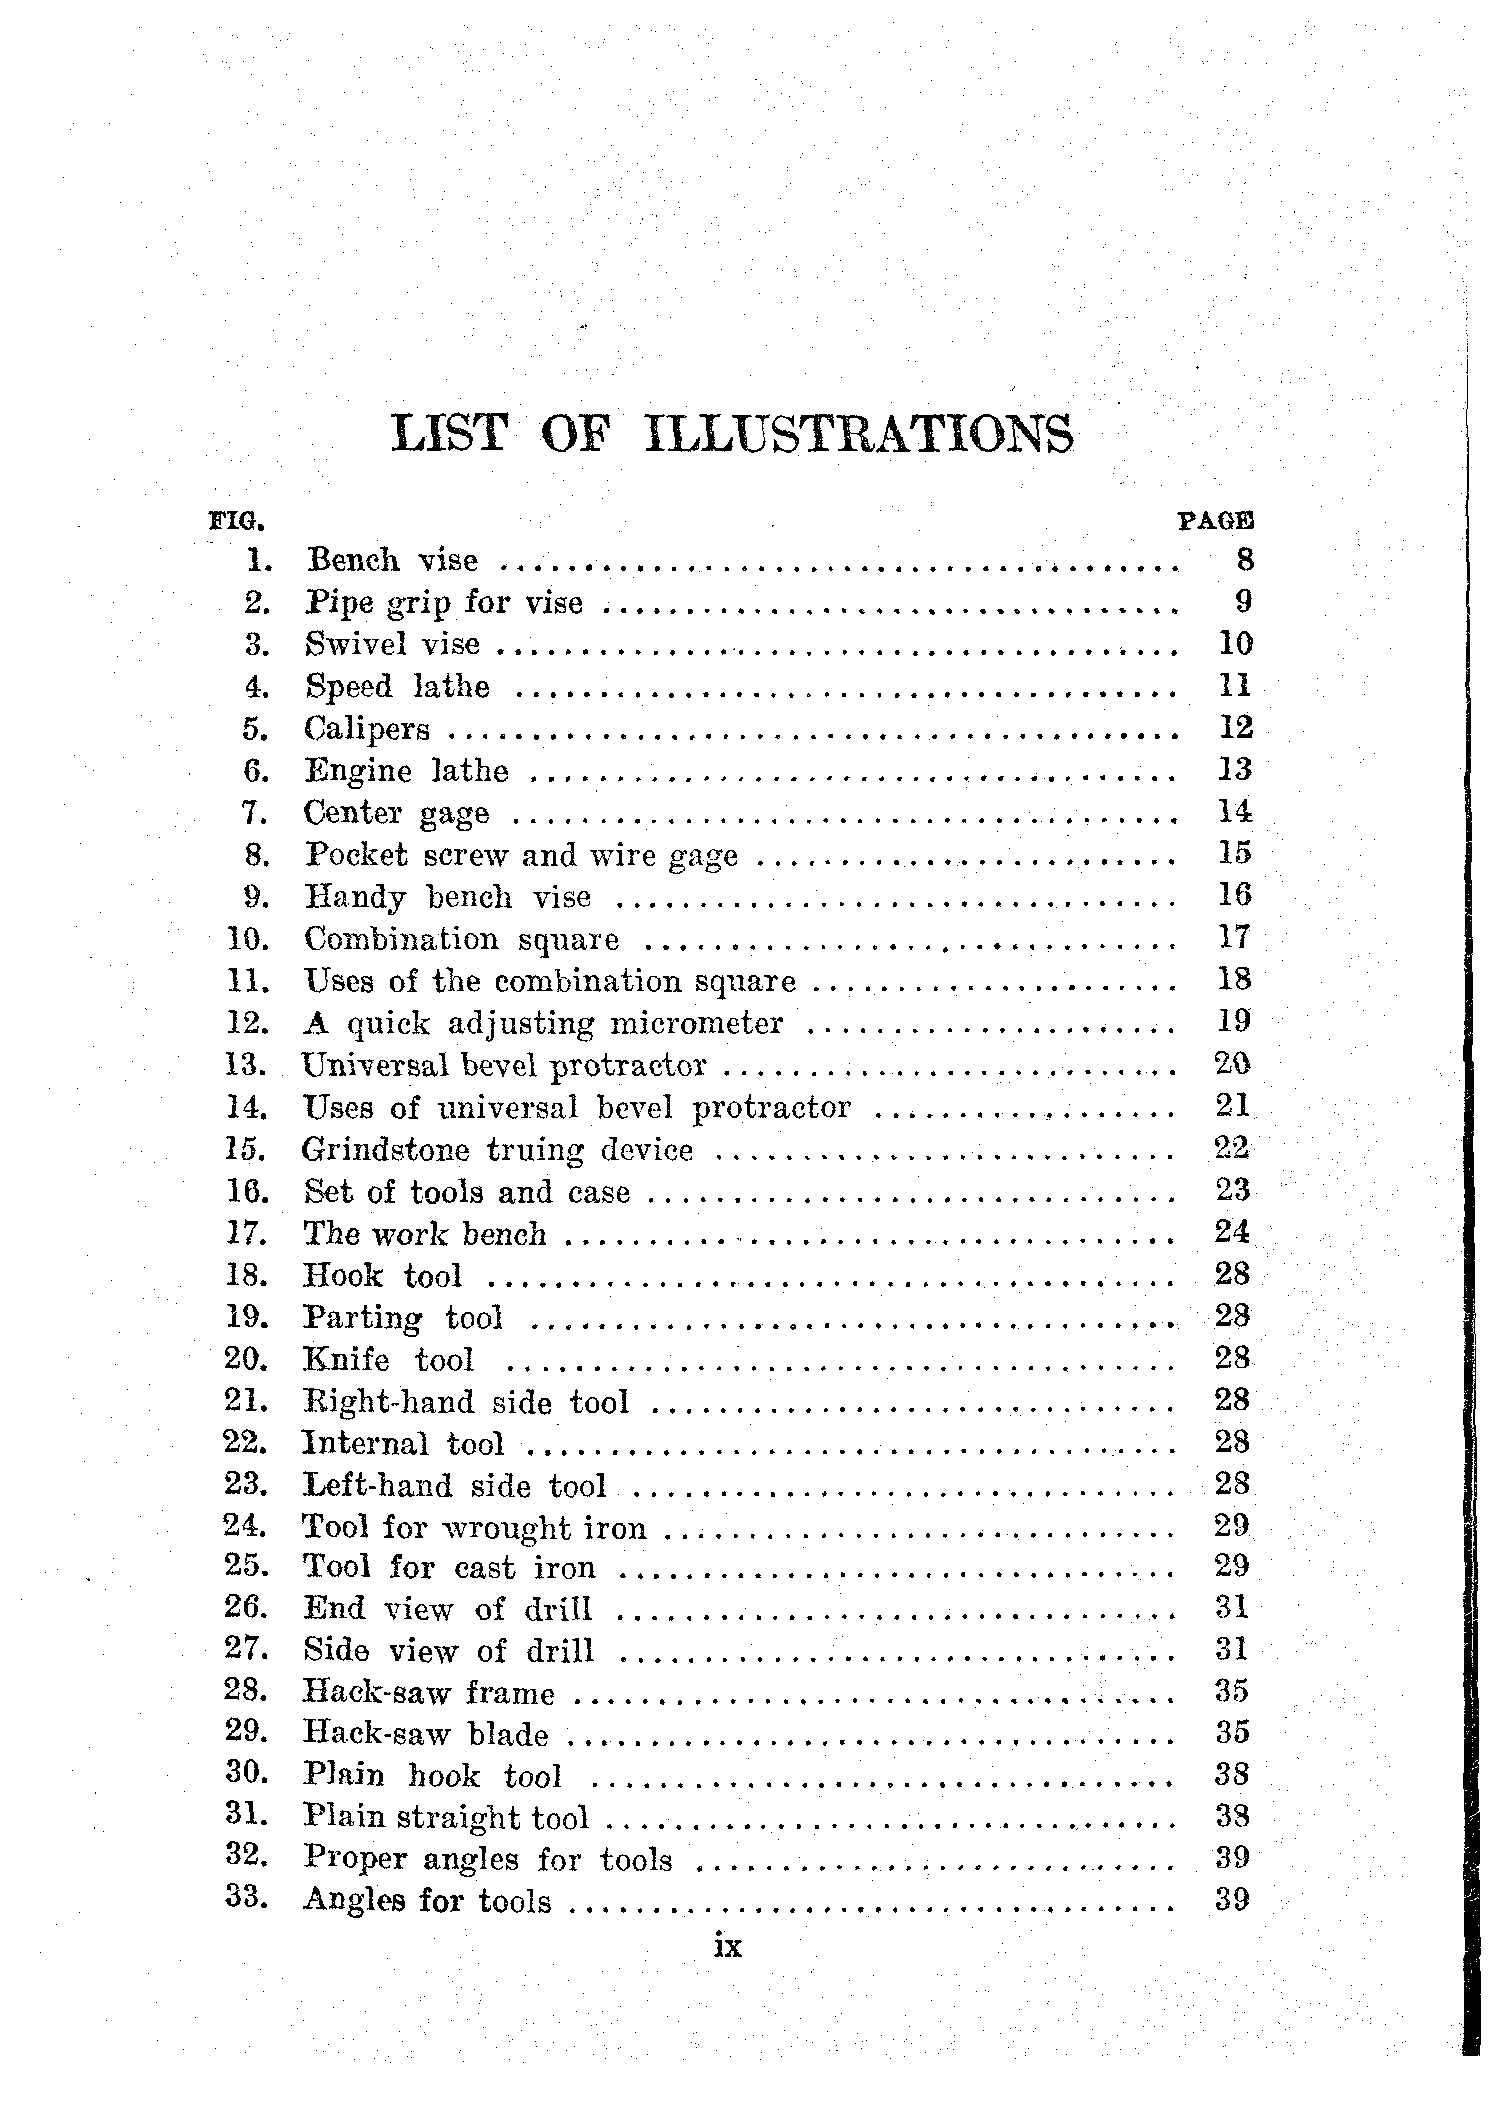 LIST OF ILLUSTRATIONS
FIG. PAGE
1. Bench vise ........................................ 8
2. Pipe grip for vise .................................. 9
3. Swivel vise ........................................ 10
4. Speed lathe ....................................... 11
5. Calipers ........................................... 12
6. Engine lathe ...................................... 13
7. Center gage ....................................... 14
8. Pocket screw and wire gage ......................... 15
9. Handy bench vise ................................. 16
10. Combination square ................................ 17
11. Uses of the combination square ...................... 18
12. A quick adjusting micrometer ...................... 19
13. Universal bevel protractor ........................... 20
14. Uses of universal bevel protractor .................. 21
15. Grindstone truing device ........................... 22
16. Set of tools and case ............................... 23
17. The work bench .................................... 24
18. Hook tool ......................................... 28
19. Parting tool ...................................... 28
20. Knife tool ........................................ 28
21. Right-hand side tool ............................... 28
22. Internal tool ....................................... 28
23. Left-hand side tool ................................ 28
24. Tool for wrought iron .............................. 29
25. Tool for cast iron ................................. 29
26. End view of drill ................................. 31
27. Side view of drill ................................. 31
28. Hack-saw frame .................................... 35
29. Hack-saw blade .................................... 35
30. Plain hook tool ................................... 38
31. Plain straight tool .................................. 38
32. Proper angles for tools ............................. 39
33. Angles for tools .................................... 39
ix